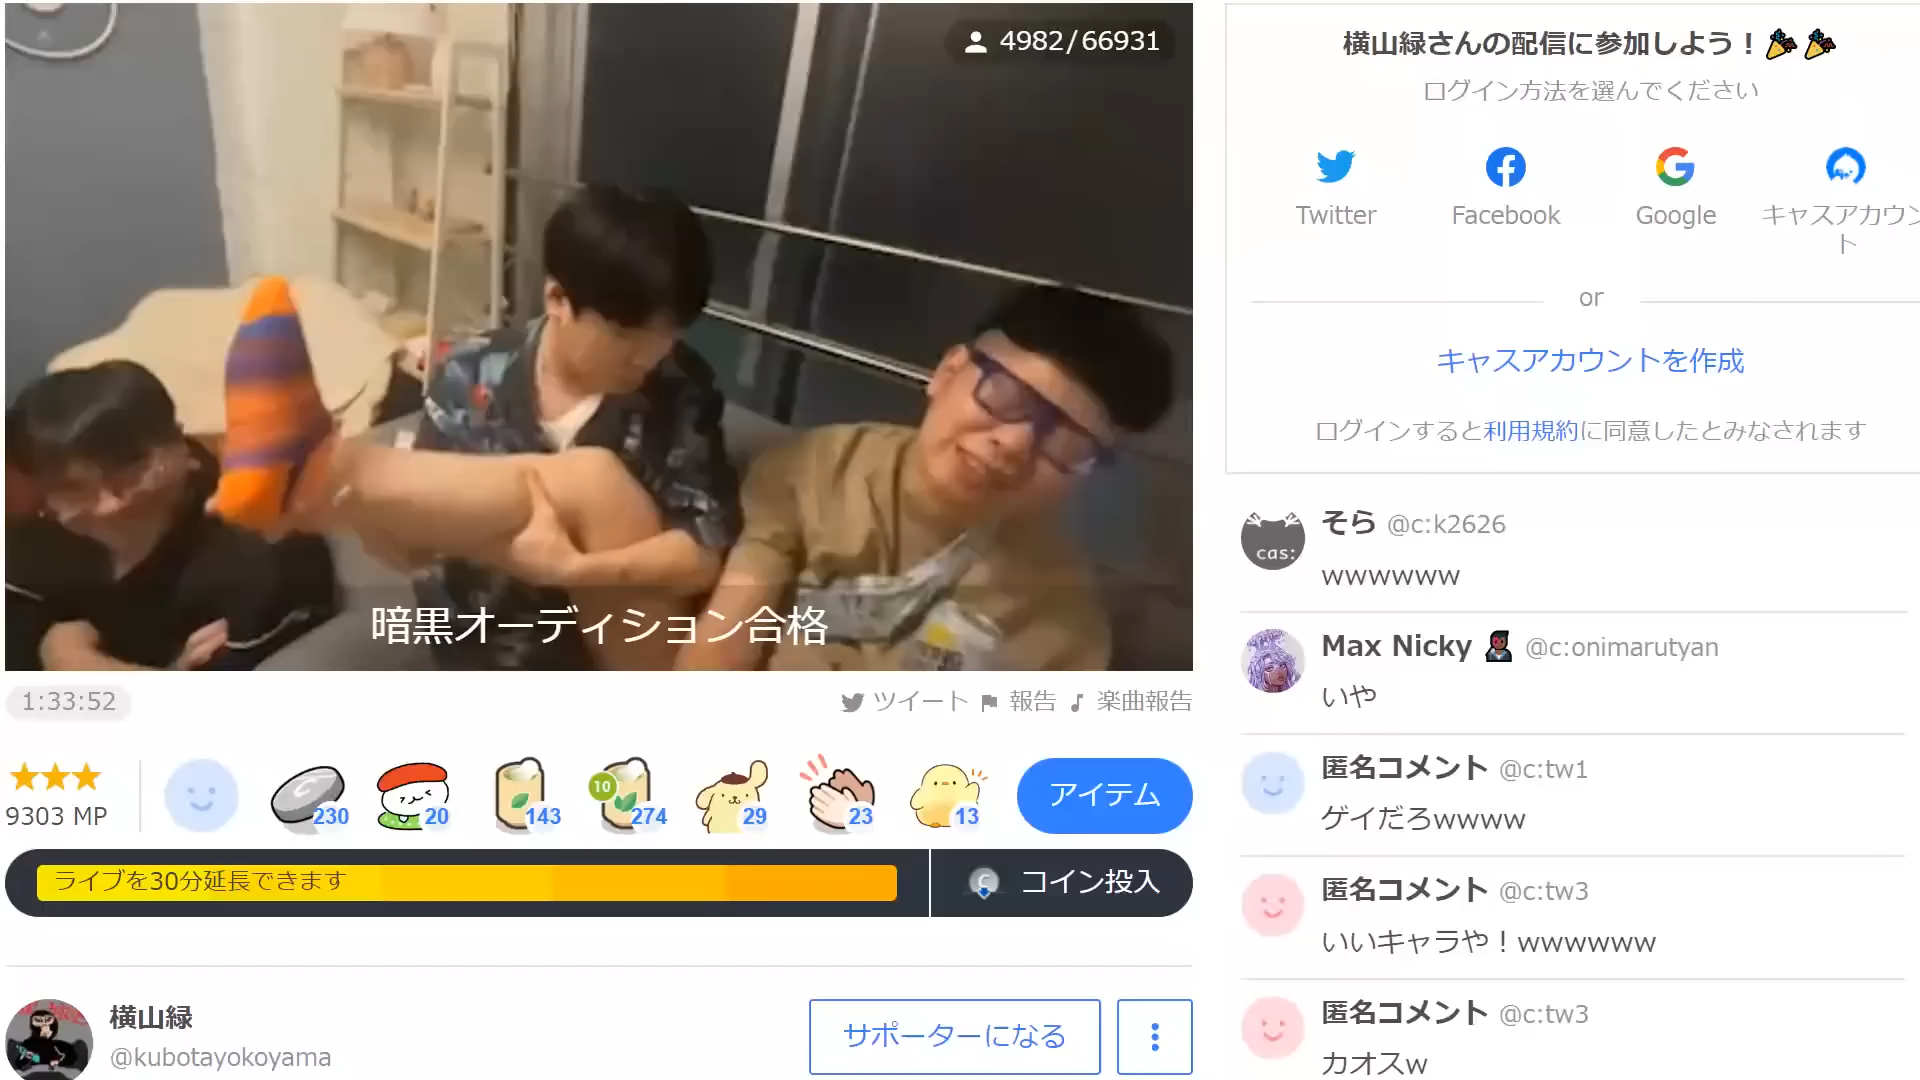 4982/66931
暗黒オーディション合格
1:33:52
ツイート 報告 楽曲報告
9303 MP
230
20
143
10
274
29
23
13
アイテム
ライブを30分延長できます
コイン投入
横山緑
@kubotayokoyama
サポーターになる
横山緑さんの配信に参加しよう！
ログイン方法を選んでください
Twitter
Facebook
Google
キャスアカウン
ト
or
キャスアカウントを作成
ログインすると利用規約に同意したとみなされます
cas:
そら @c:k2626
wwwwww
Max Nicky @c:onimarutyan
いや
匿名コメント @c:tw1
ゲイだろwwww
匿名コメント @c:tw3
いいキャラや！wwwwww
匿名コメント @c:tw3
カオスw